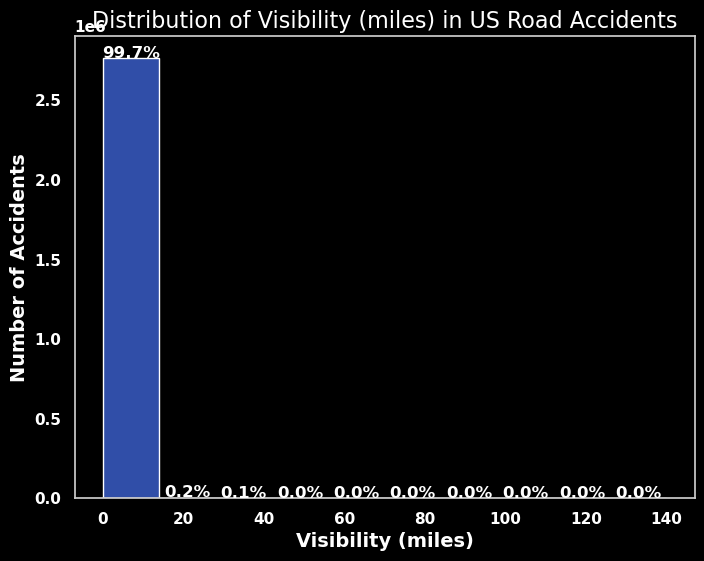 Distribution of Visibility (miles) in US Road Accidents
1e6
99.7%
2.5
2.0
1.5
1.0
0.5
0.0
Number of Accidents
0.2% 0.1% 0.0% 0.0% 0.0% 0.0% 0.0% 0.0% 0.0%
0 20 40 60 80 100 120 140
Visibility (miles)